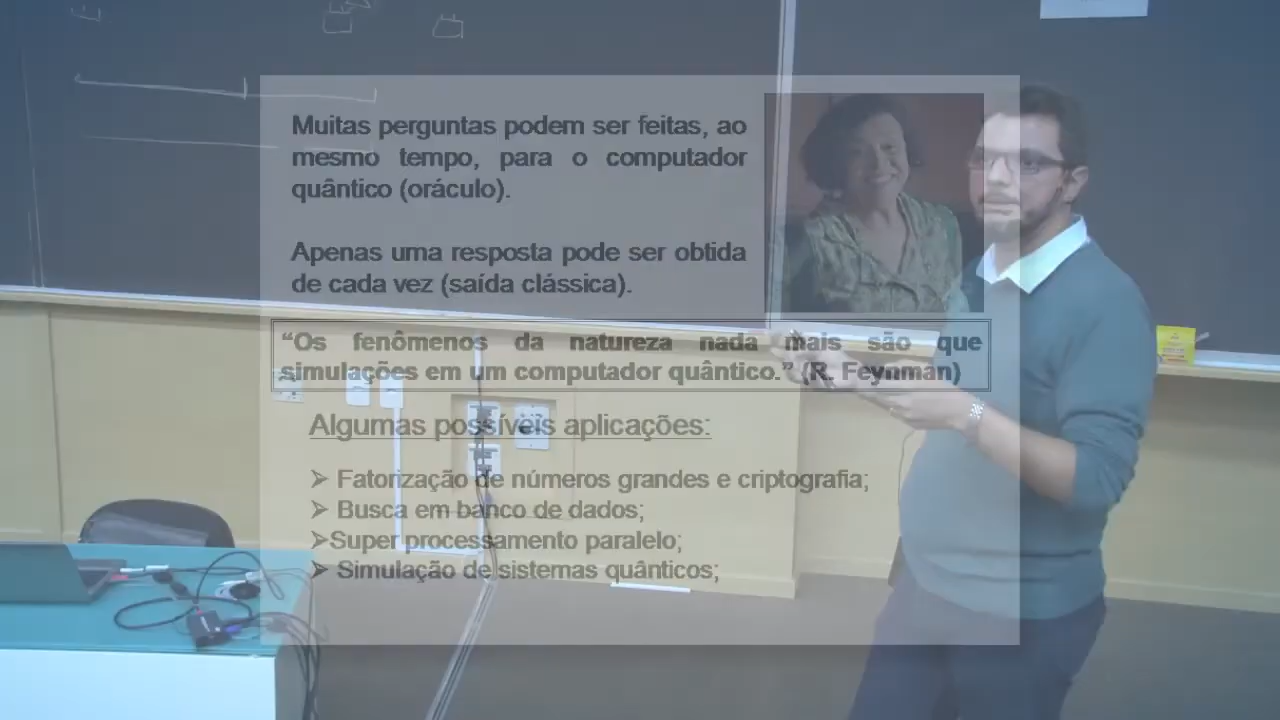 Muitas perguntas podem ser feitas, ao
mesmo tempo, para o computador
quântico (oráculo).
Apenas uma resposta pode ser obtida
de cada vez (saída clássica).
“Os fenômenos da natureza nada mais são que
simulações em um computador quântico.” (R. Feynman)
Algumas possíveis aplicações:
➢ Fatorização de números grandes e criptografia;
➢ Busca em banco de dados;
➢Super processamento paralelo;
➢ Simulação de sistemas quânticos;